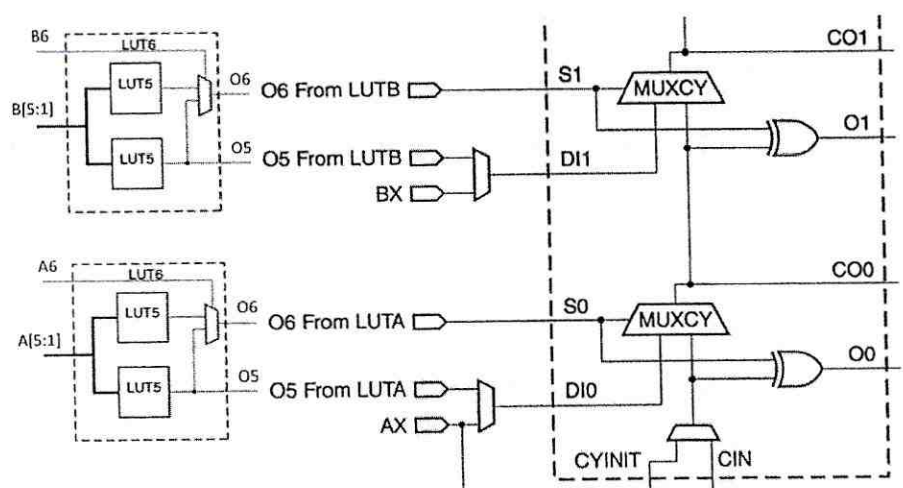 B6
LUT6
LUT5
O6
B[5:1]
LUT5
O5
O6 From LUTB
O5 From LUTB
BX
S1
DI1
MUXCY
CO1
O1
A6
LUT6
LUT5
O6
A[5:1]
LUT5
O5
O6 From LUTA
O5 From LUTA
AX
S0
DI0
MUXCY
CO0
O0
CYINIT
CIN